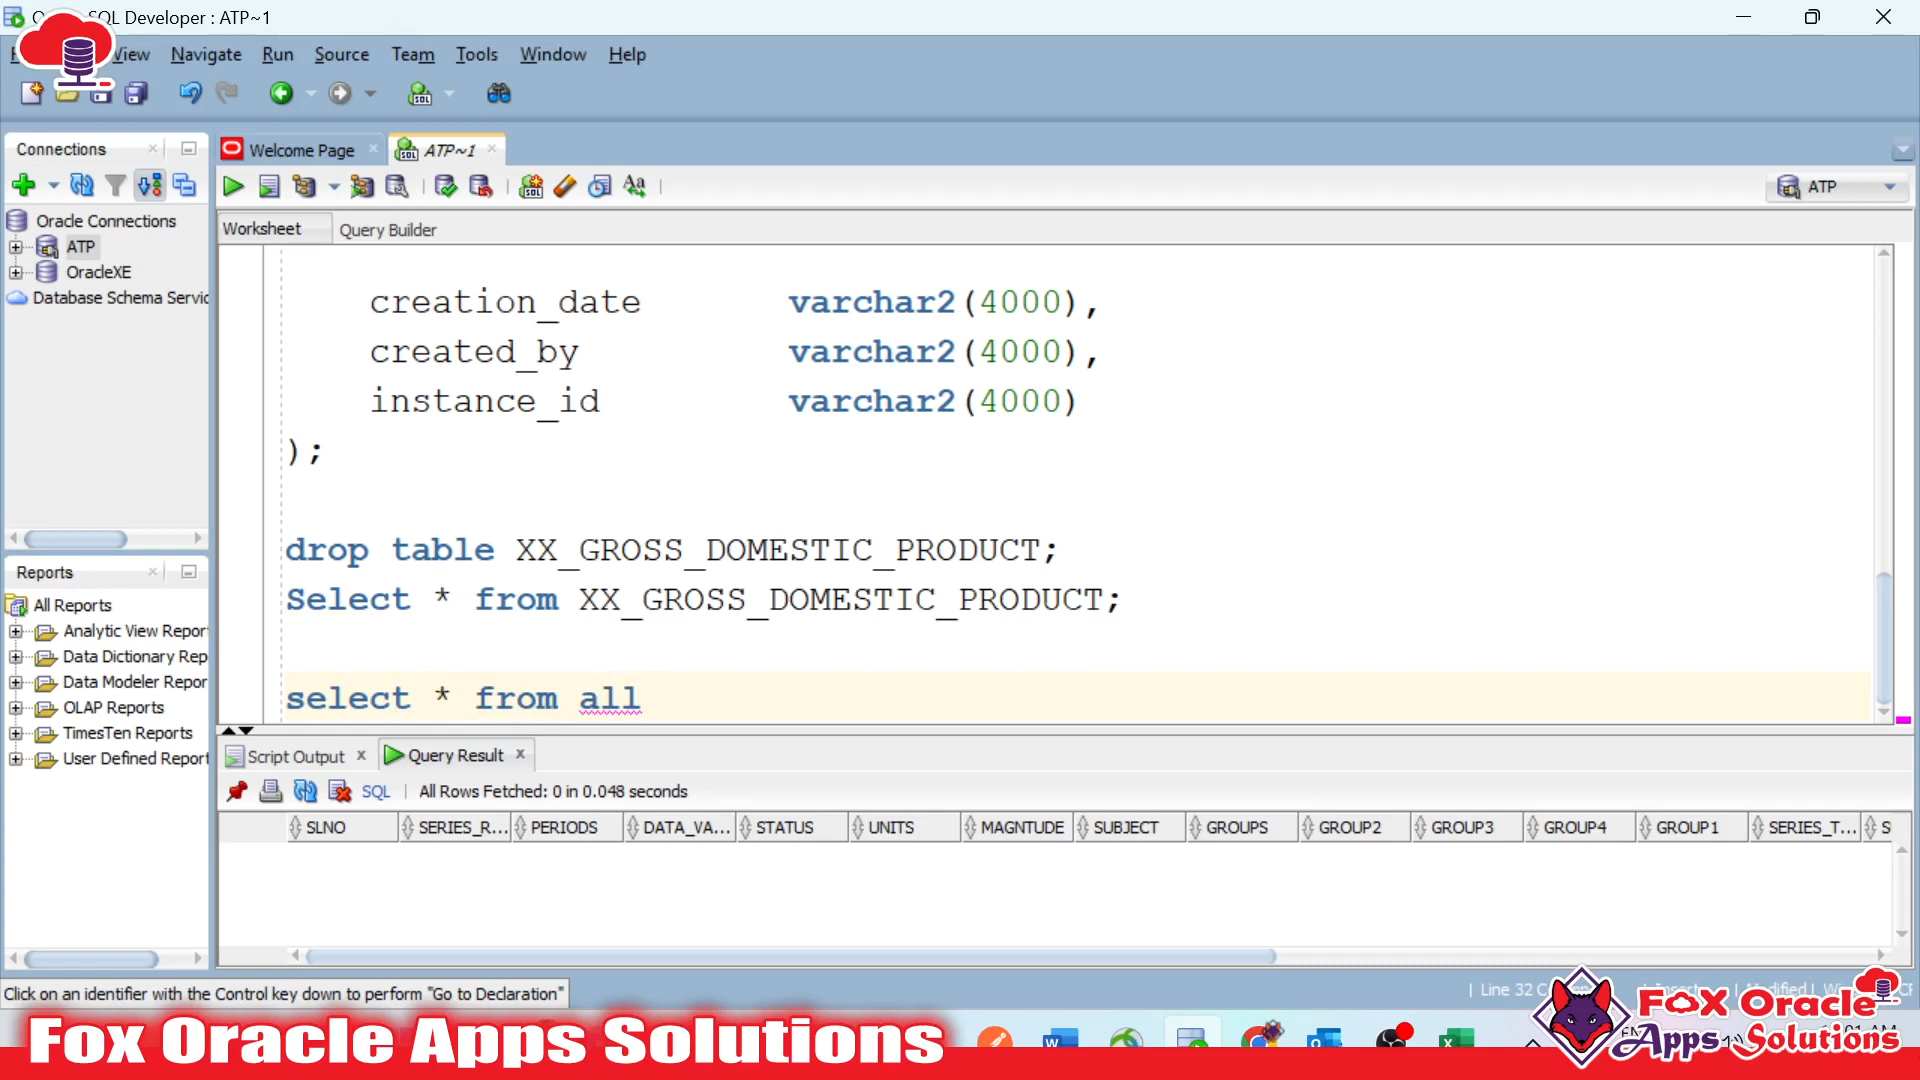 SQL Developer : ATP~1
View Navigate Run Source Team Tools Window Help
Connections
Welcome Page
ATP~1
ATP
Oracle Connections
ATP
OracleXE
Database Schema Servic
Worksheet
Query Builder
creation_date varchar2(4000),
created_by varchar2(4000),
instance_id varchar2(4000)
);
drop table XX_GROSS_DOMESTIC_PRODUCT;
Select * from XX_GROSS_DOMESTIC_PRODUCT;
select * from all
Reports
All Reports
Analytic View Repor
Data Dictionary Rep
Data Modeler Repor
OLAP Reports
TimesTen Reports
User Defined Report
Script Output
Query Result
SQL | All Rows Fetched: 0 in 0.048 seconds
SLNO SERIES_R... PERIODS DATA_VA... STATUS UNITS MAGNTUDE SUBJECT GROUPS GROUP2 GROUP3 GROUP4 GROUP1 SERIES_T... S
Click on an identifier with the Control key down to perform "Go to Declaration"
Line 32
Fox Oracle Apps Solutions
FOX Oracle
Apps Solutions